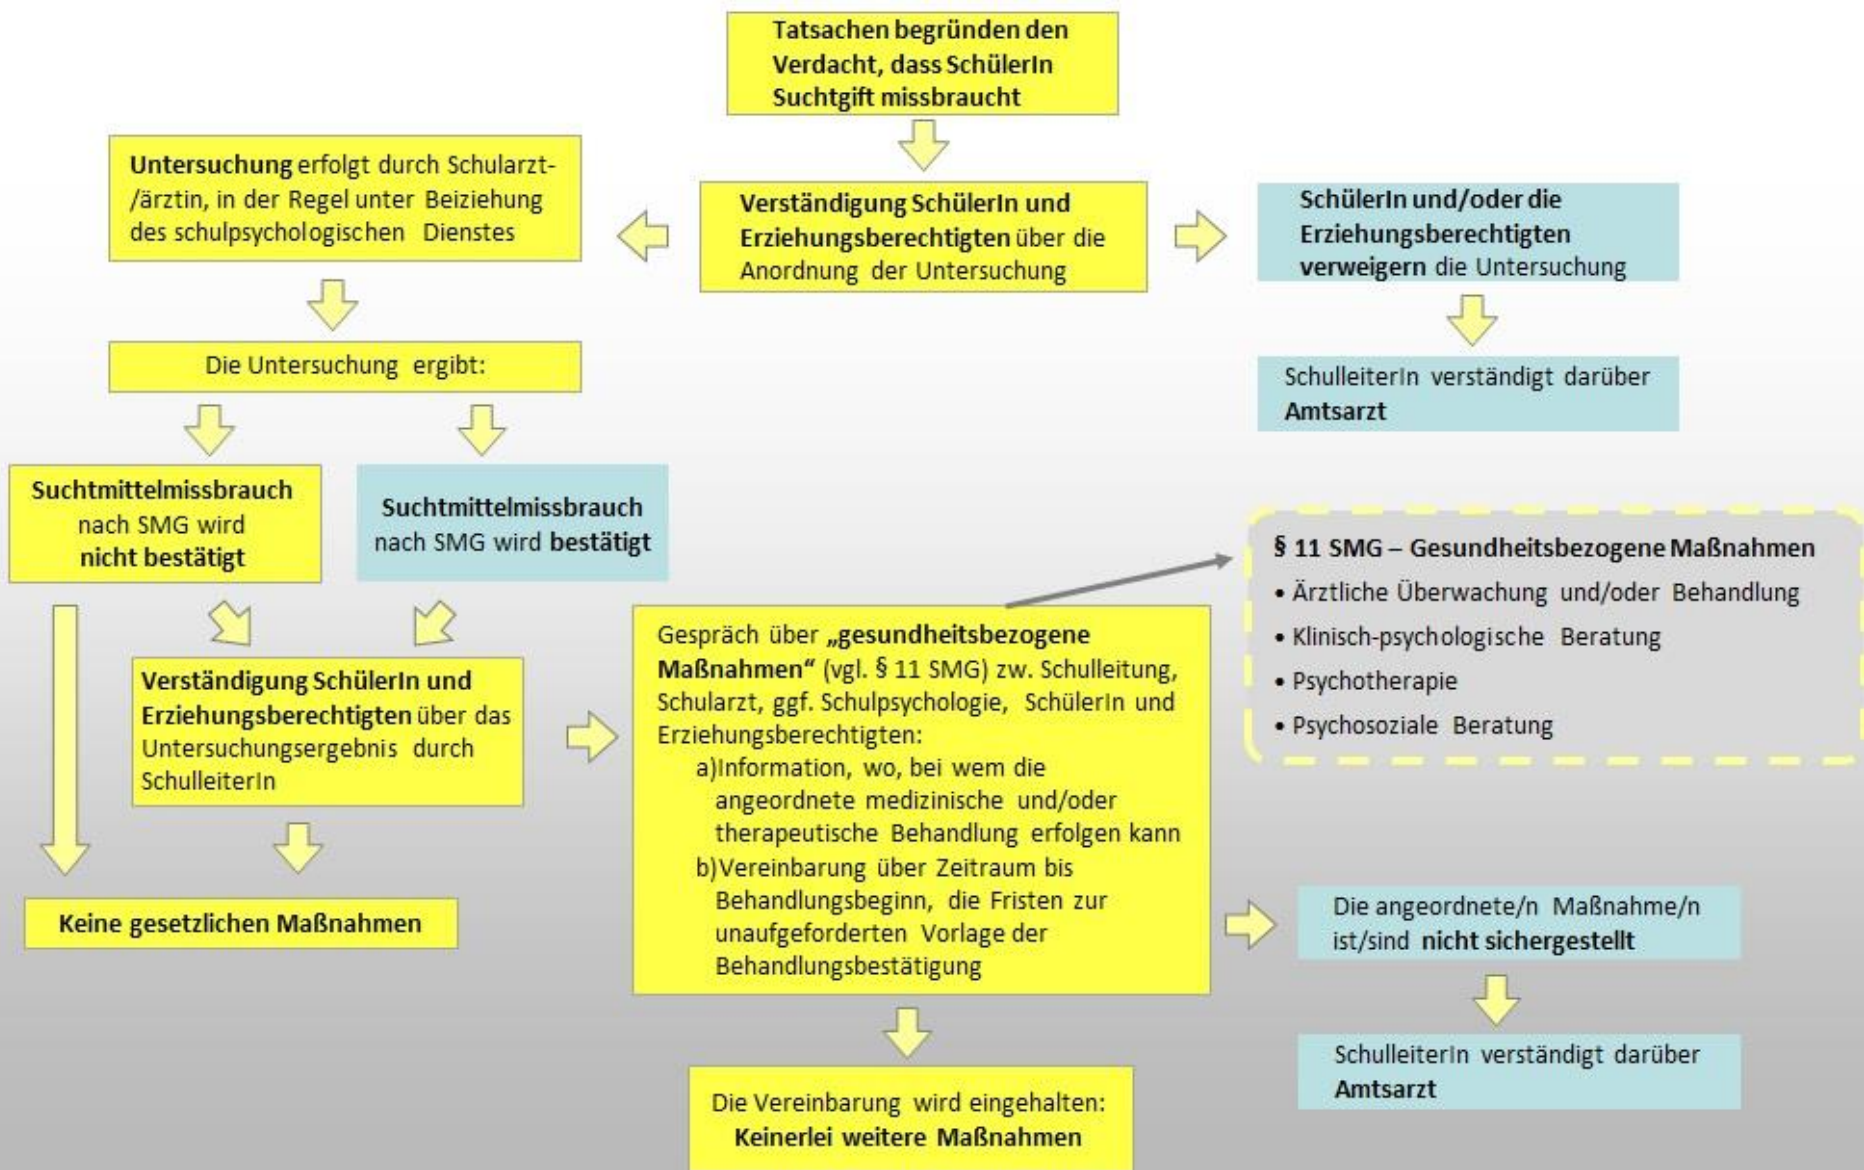 Tatsachen begründen den
Verdacht, dass SchülerIn
Suchtgift missbraucht
Untersuchung erfolgt durch Schularzt-
/ärztin, in der Regel unter Beiziehung
des schulpsychologischen Dienstes
Verständigung SchülerIn und
Erziehungsberechtigten über die
Anordnung der Untersuchung
SchülerIn und/oder die
Erziehungsberechtigten
verweigern die Untersuchung
Die Untersuchung ergibt:
SchulleiterIn verständigt darüber
Amtsarzt
Suchtmittelmissbrauch
nach SMG wird
nicht bestätigt
Suchtmittelmissbrauch
nach SMG wird bestätigt
§ 11 SMG – Gesundheitsbezogene Maßnahmen
• Ärztliche Überwachung und/oder Behandlung
• Klinisch-psychologische Beratung
• Psychotherapie
• Psychosoziale Beratung
Verständigung SchülerIn und
Erziehungsberechtigten über das
Untersuchungsergebnis durch
SchulleiterIn
Gespräch über „gesundheitsbezogene
Maßnahmen“ (vgl. § 11 SMG) zw. Schulleitung,
Schularzt, ggf. Schulpsychologie, SchülerIn und
Erziehungsberechtigten:
a)Information, wo, bei wem die
angeordnete medizinische und/oder
therapeutische Behandlung erfolgen kann
b)Vereinbarung über Zeitraum bis
Behandlungsbeginn, die Fristen zur
unaufgeforderten Vorlage der
Behandlungsbestätigung
Keine gesetzlichen Maßnahmen
Die angeordnete/n Maßnahme/n
ist/sind nicht sichergestellt
SchulleiterIn verständigt darüber
Amtsarzt
Die Vereinbarung wird eingehalten:
Keinerlei weitere Maßnahmen